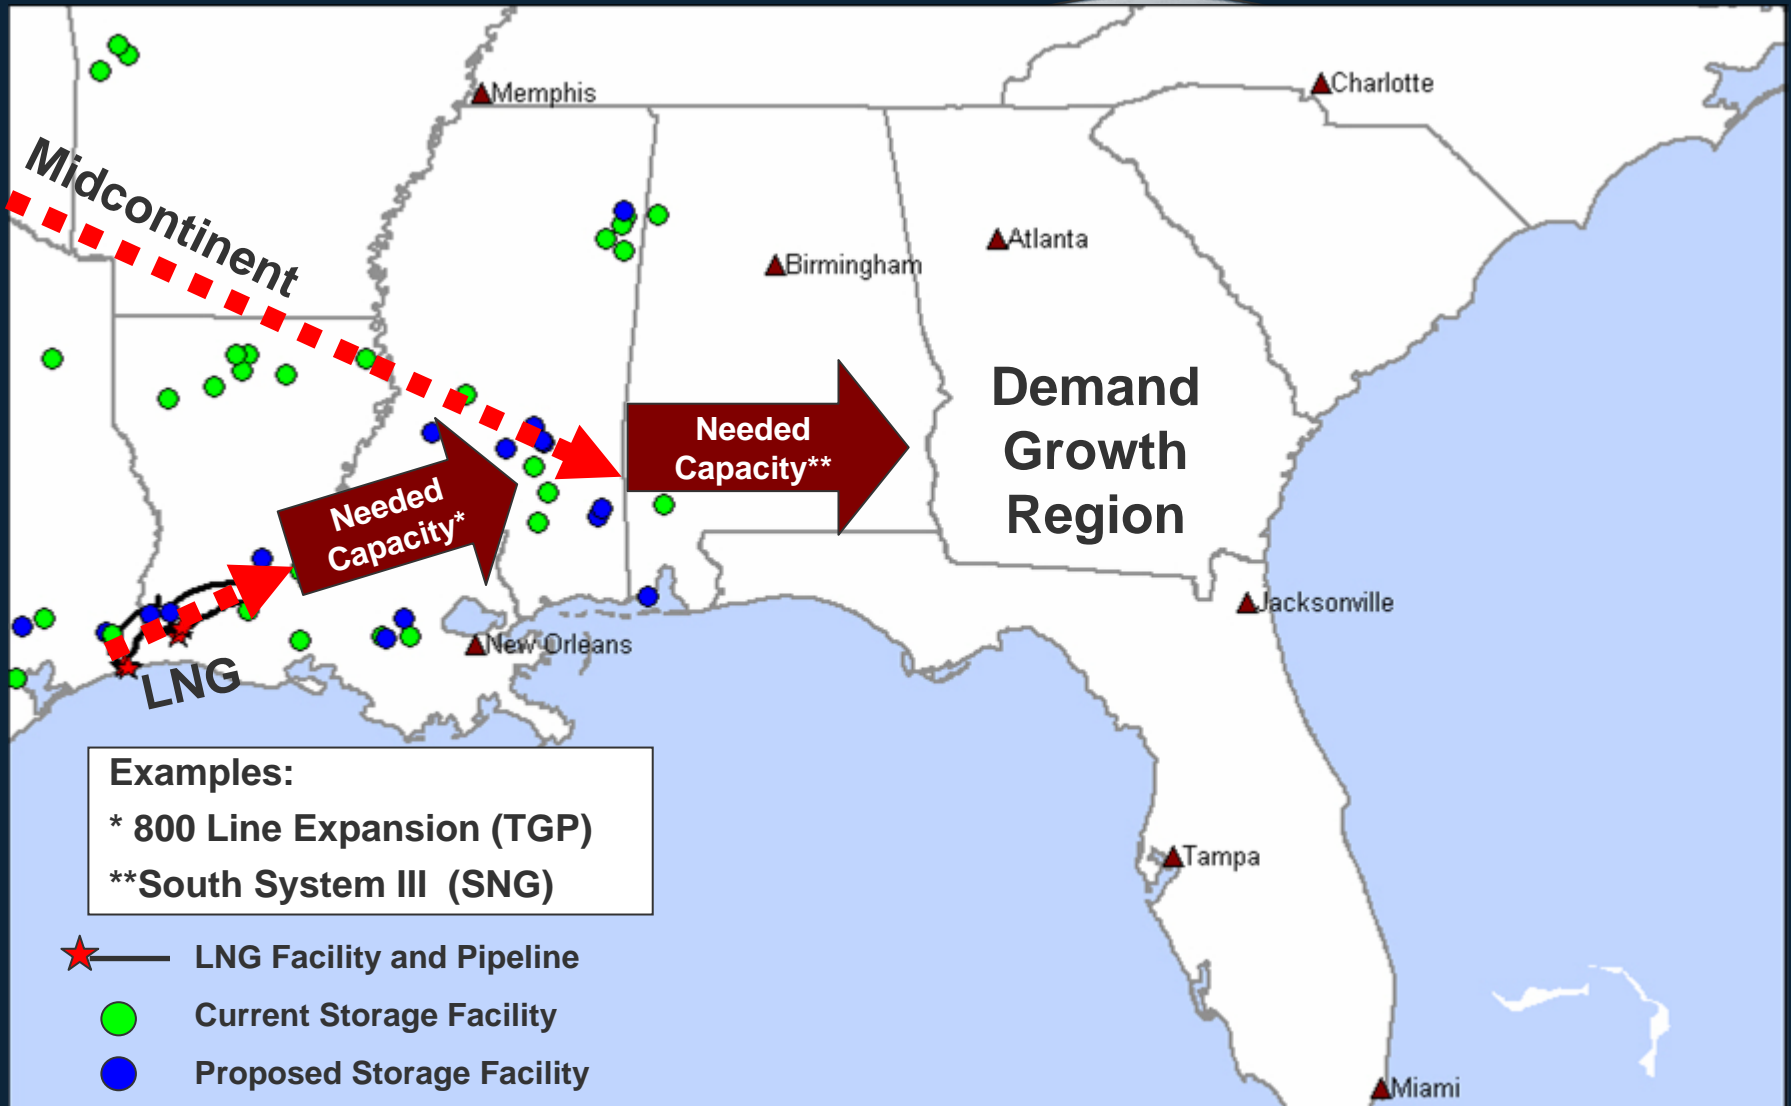 Memphis
Charlotte
Midcontinent
Atlanta
Birmingham
Demand
Growth
Region
Needed
Capacity**
Needed
Capacity*
Jacksonville
New Orleans
LNG
Examples:
* 800 Line Expansion (TGP)
**South System III (SNG)
Tampa
LNG Facility and Pipeline
Current Storage Facility
Proposed Storage Facility
Miami